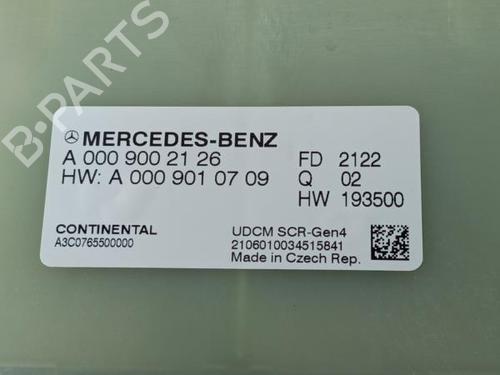 B-PARTS
MERCEDES-BENZ
A 000 900 21 26 FD 2122
HW: A 000 901 07 09 Q 02
HW 193500
CONTINENTAL UDCM SCR-Gen4
A3C0765500000 2106010034515841
Made in Czech Rep.